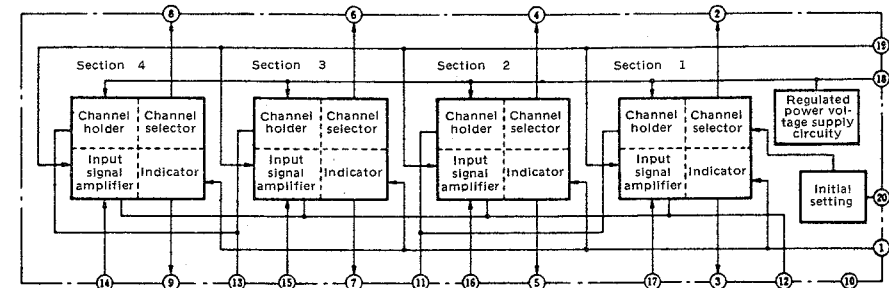 8
6
4
2
19
Section 4
Section 3
Section 2
Section 1
18
Channel holder
Channel selector
Input signal amplifier
Indicator
Channel holder
Channel selector
Input signal amplifier
Indicator
Channel holder
Channel selector
Input signal amplifier
Indicator
Channel holder
Channel selector
Input signal amplifier
Indicator
Regulated
power vol-
tage supply
circuity
Initial
setting
20
1
14
9
13
15
7
11
16
5
17
3
12
10